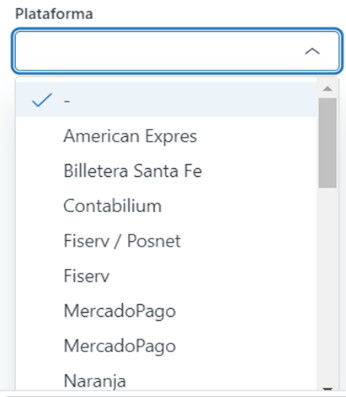 Plataforma
-
American Expres
Billetera Santa Fe
Contabilium
Fiserv / Posnet
Fiserv
MercadoPago
MercadoPago
Naranja